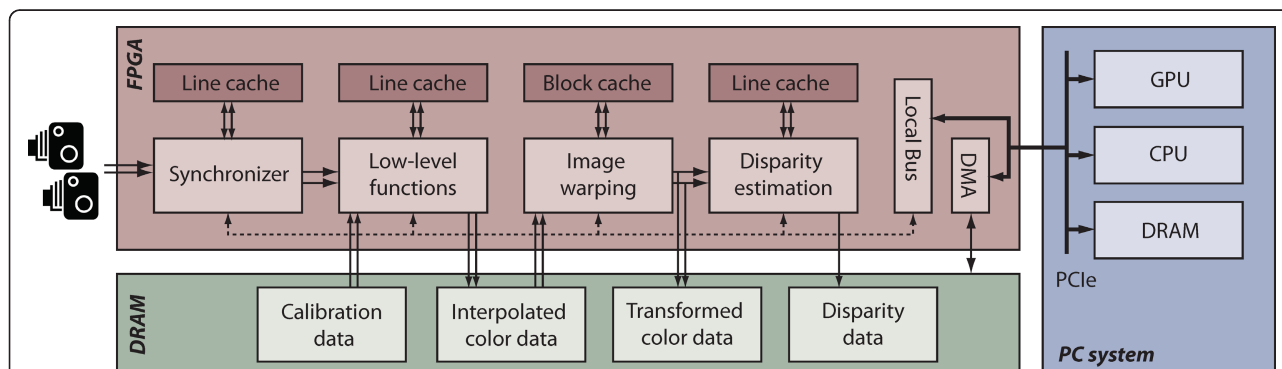 FPGA
Line cache
Line cache
Block cache
Line cache
Synchronizer
Low-level
functions
Image
warping
Disparity
estimation
Local Bus
DMA
GPU
CPU
DRAM
PCIe
PC system
DRAM
Calibration
data
Interpolated
color data
Transformed
color data
Disparity
data